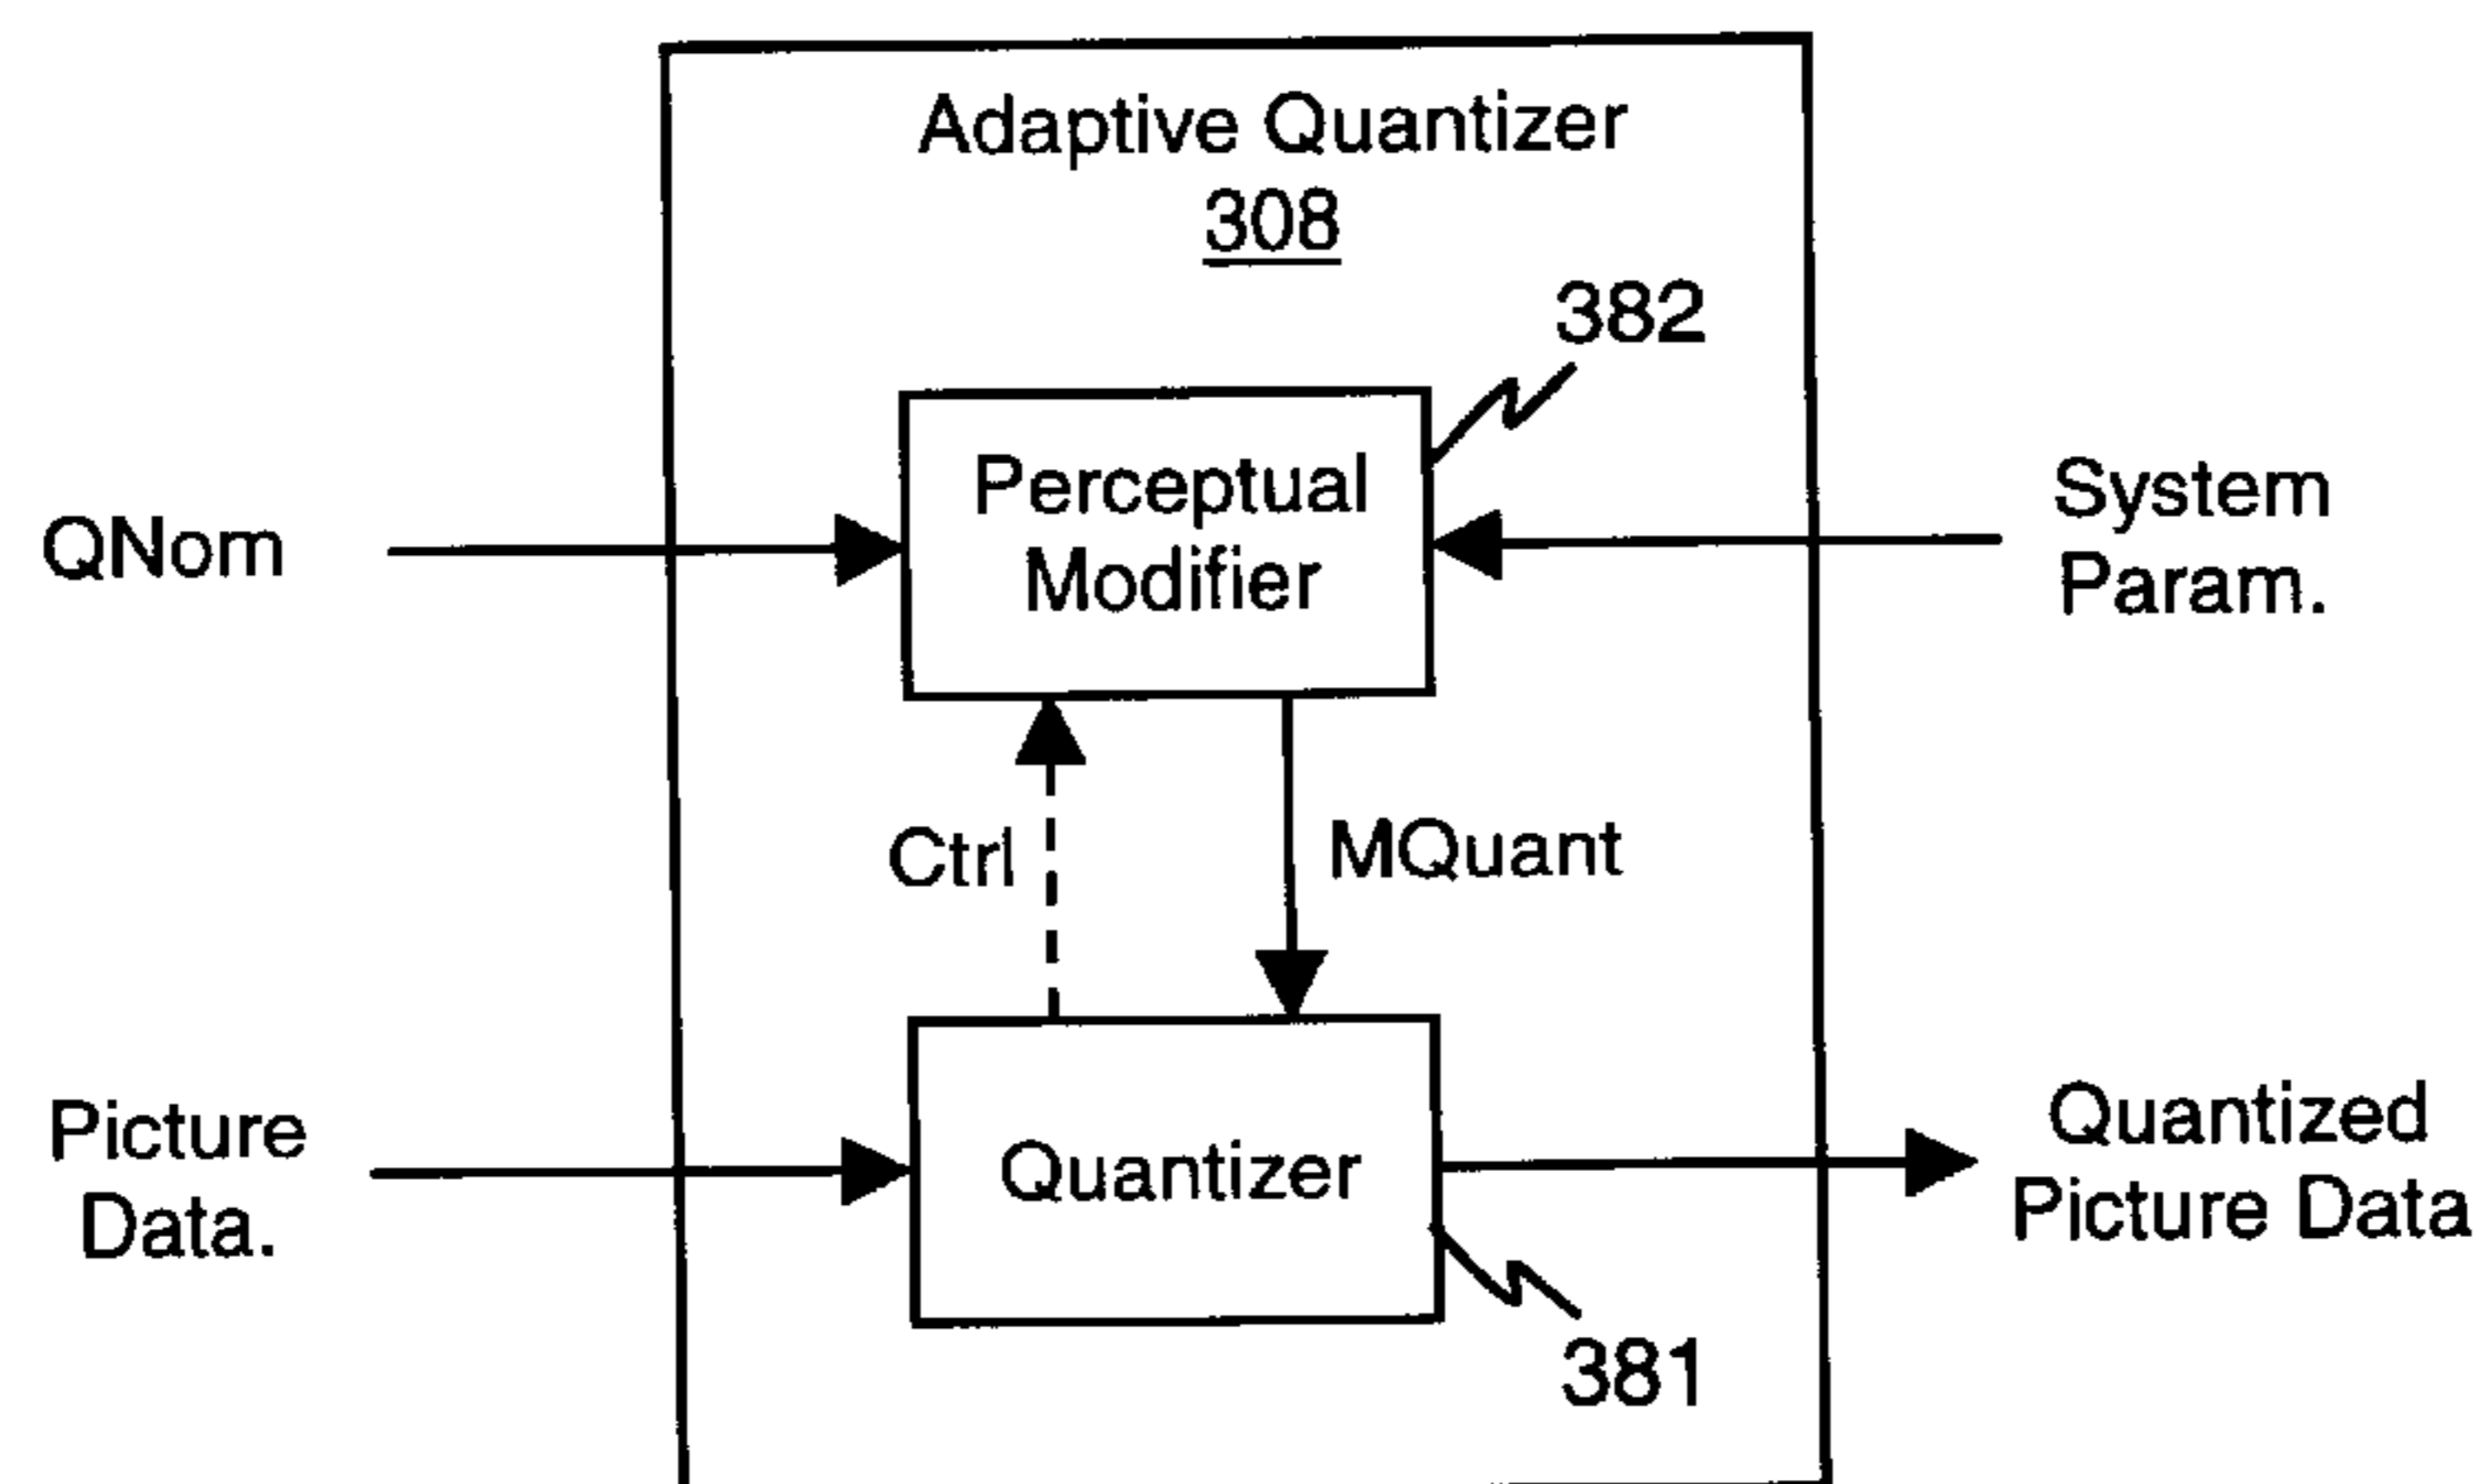 Adaptive Quantizer
308
382
Perceptual
Modifier
QNom
System
Param.
Ctrl
MQuant
Picture
Data.
Quantizer
Quantized
Picture Data
381